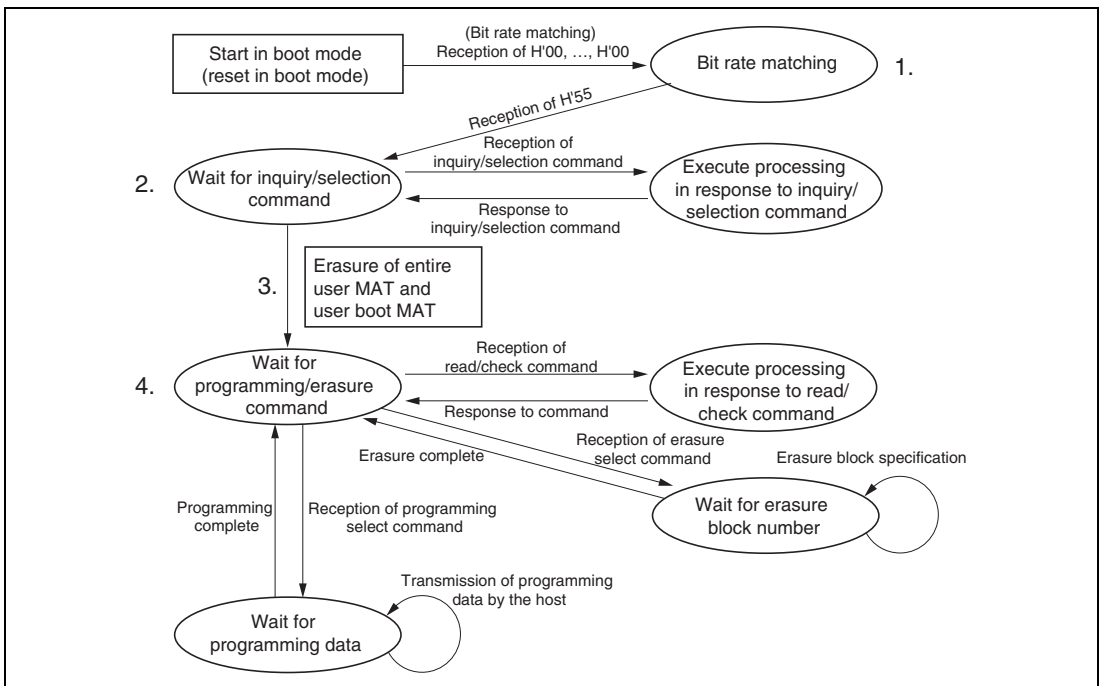 Start in boot mode
(reset in boot mode)
(Bit rate matching)
Reception of H'00, ..., H'00
Bit rate matching
1.
Reception of H'55
2.
Wait for inquiry/selection
command
Reception of
inquiry/selection command
Response to
inquiry/selection command
Execute processing
in response to inquiry/
selection command
3.
Erasure of entire
user MAT and
user boot MAT
4.
Wait for
programming/erasure
command
Reception of
read/check command
Response to command
Execute processing
in response to read/
check command
Reception of erasure
select command
Erasure complete
Erasure block specification
Wait for erasure
block number
Programming
complete
Reception of programming
select command
Transmission of programming
data by the host
Wait for
programming data